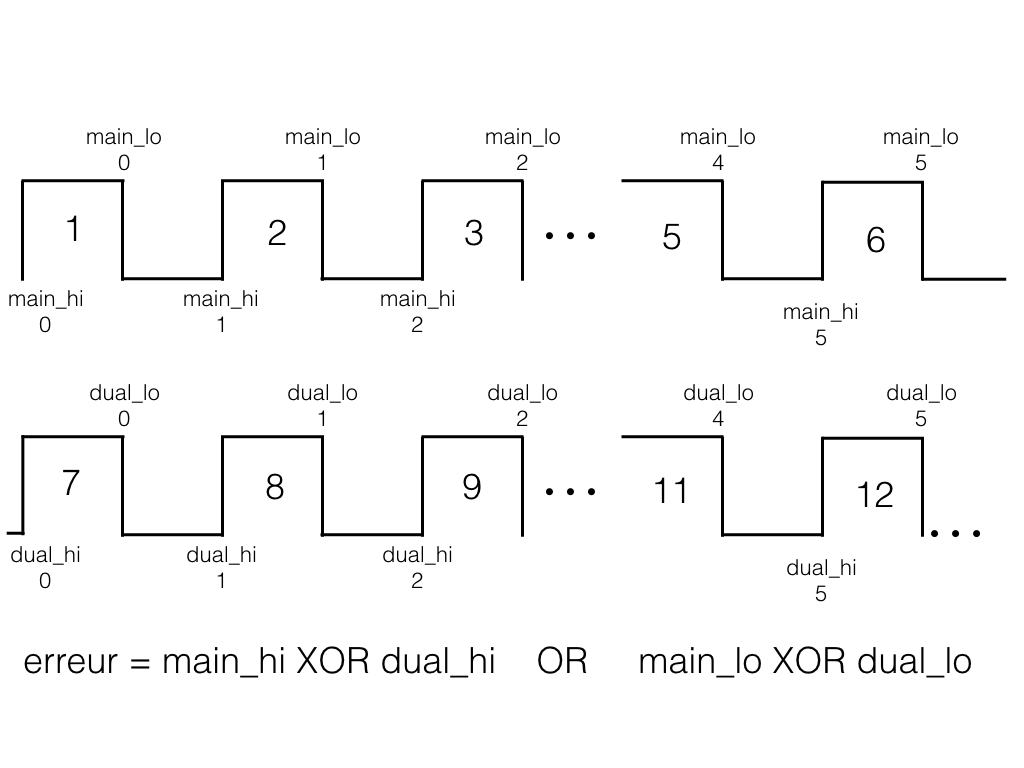 main_lo main_lo main_lo main_lo main_lo
0 1 2 4 5
1 2 3 ... 5 6
main_hi main_hi main_hi main_hi
0 1 2 5
dual_lo dual_lo dual_lo dual_lo dual_lo
0 1 2 4 5
7 8 9 ... 11 12 ...
dual_hi dual_hi dual_hi dual_hi
0 1 2 5
erreur = main_hi XOR dual_hi OR main_lo XOR dual_lo